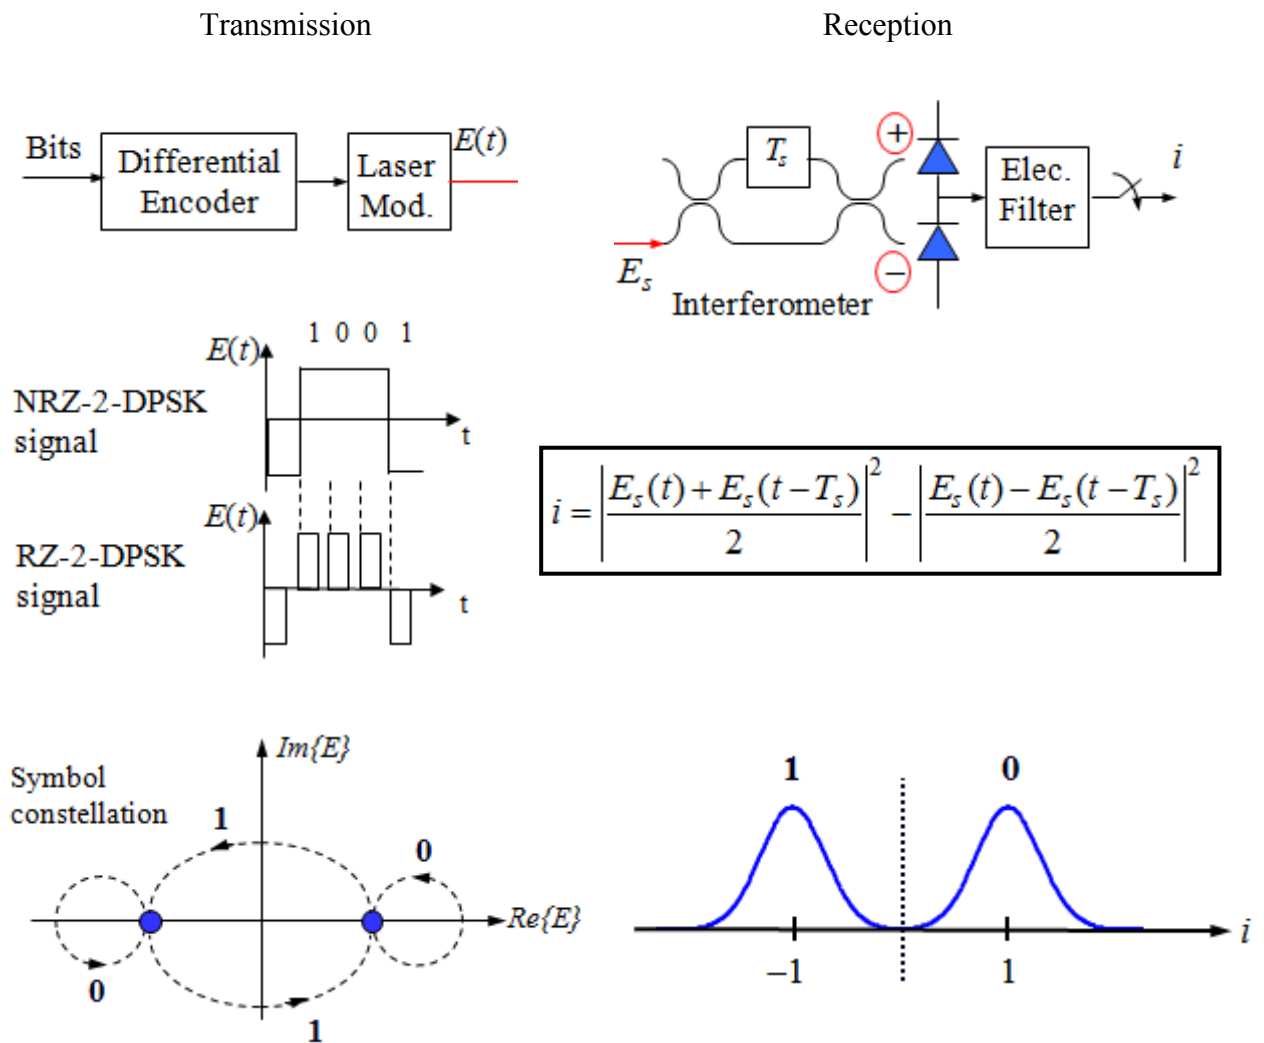 Transmission
Reception
Bits
Differential
Encoder
Laser
Mod.
E(t)
T_s
+
−
E_s
Interferometer
Elec.
Filter
i
1 0 0 1
E(t)
NRZ-2-DPSK
signal
t
E(t)
RZ-2-DPSK
signal
t
i = |(E_s(t) + E_s(t − T_s))/2|^2 − |(E_s(t) − E_s(t − T_s))/2|^2
Symbol
constellation
Im{E}
1
0
Re{E}
0
1
1
0
−1
1
i